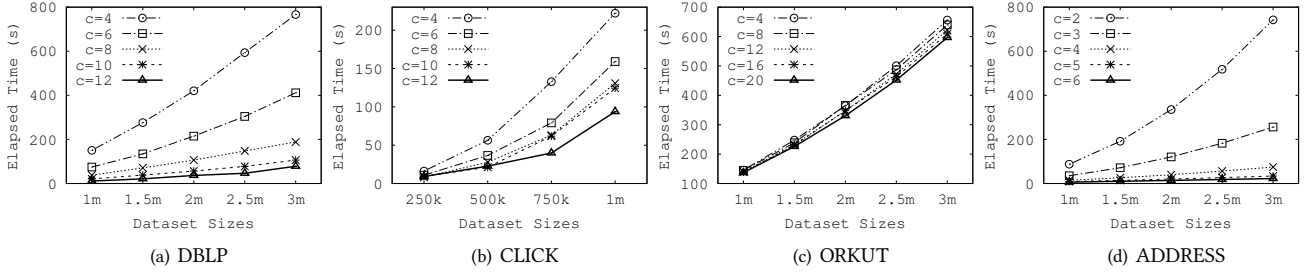 Elapsed Time (s)
800
600
400
200
0
c=4
c=6
c=8
c=10
c=12
1m
1.5m
2m
2.5m
3m
Dataset Sizes
(a) DBLP
Elapsed Time (s)
200
150
100
50
0
c=4
c=6
c=8
c=10
c=12
250k
500k
750k
1m
Dataset Sizes
(b) CLICK
Elapsed Time (s)
700
600
500
400
300
200
100
c=4
c=8
c=12
c=16
c=20
1m
1.5m
2m
2.5m
3m
Dataset Sizes
(c) ORKUT
Elapsed Time (s)
800
600
400
200
0
c=2
c=3
c=4
c=5
c=6
1m
1.5m
2m
2.5m
3m
Dataset Sizes
(d) ADDRESS